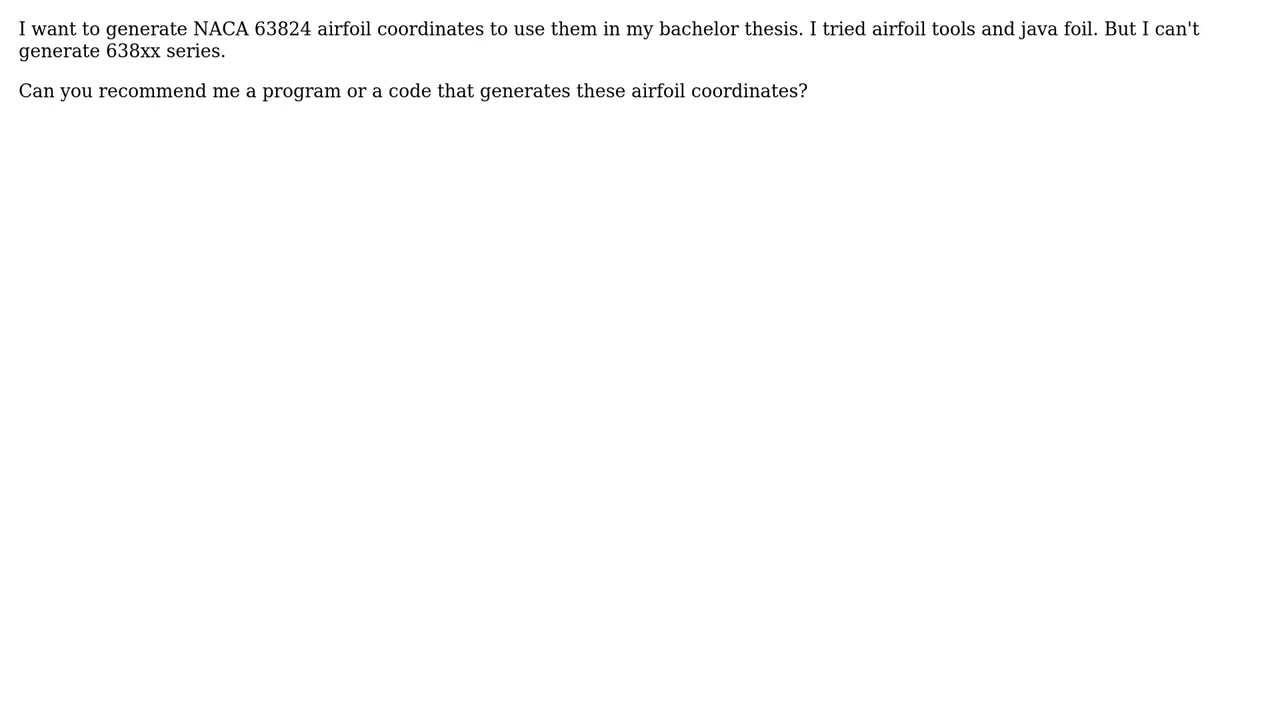 I want to generate NACA 63824 airfoil coordinates to use them in my bachelor thesis. I tried airfoil tools and java foil. But I can't
generate 638xx series.
Can you recommend me a program or a code that generates these airfoil coordinates?